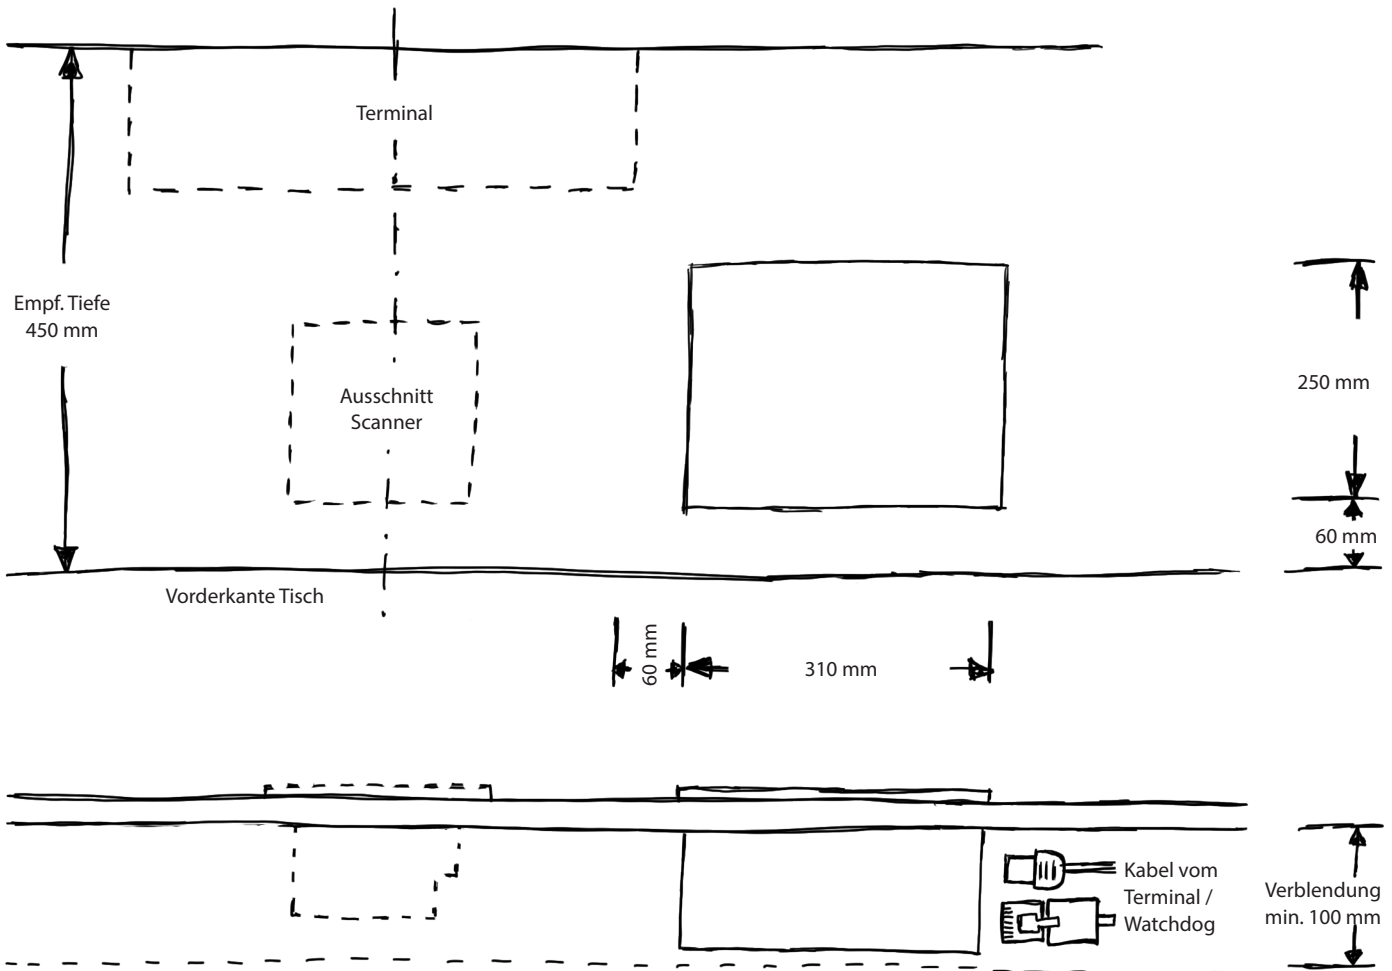 Terminal
Empf. Tiefe
450 mm
Ausschnitt
Scanner
250 mm
60 mm
Vorderkante Tisch
60 mm
310 mm
Kabel vom
Terminal /
Watchdog
Verblendung
min. 100 mm